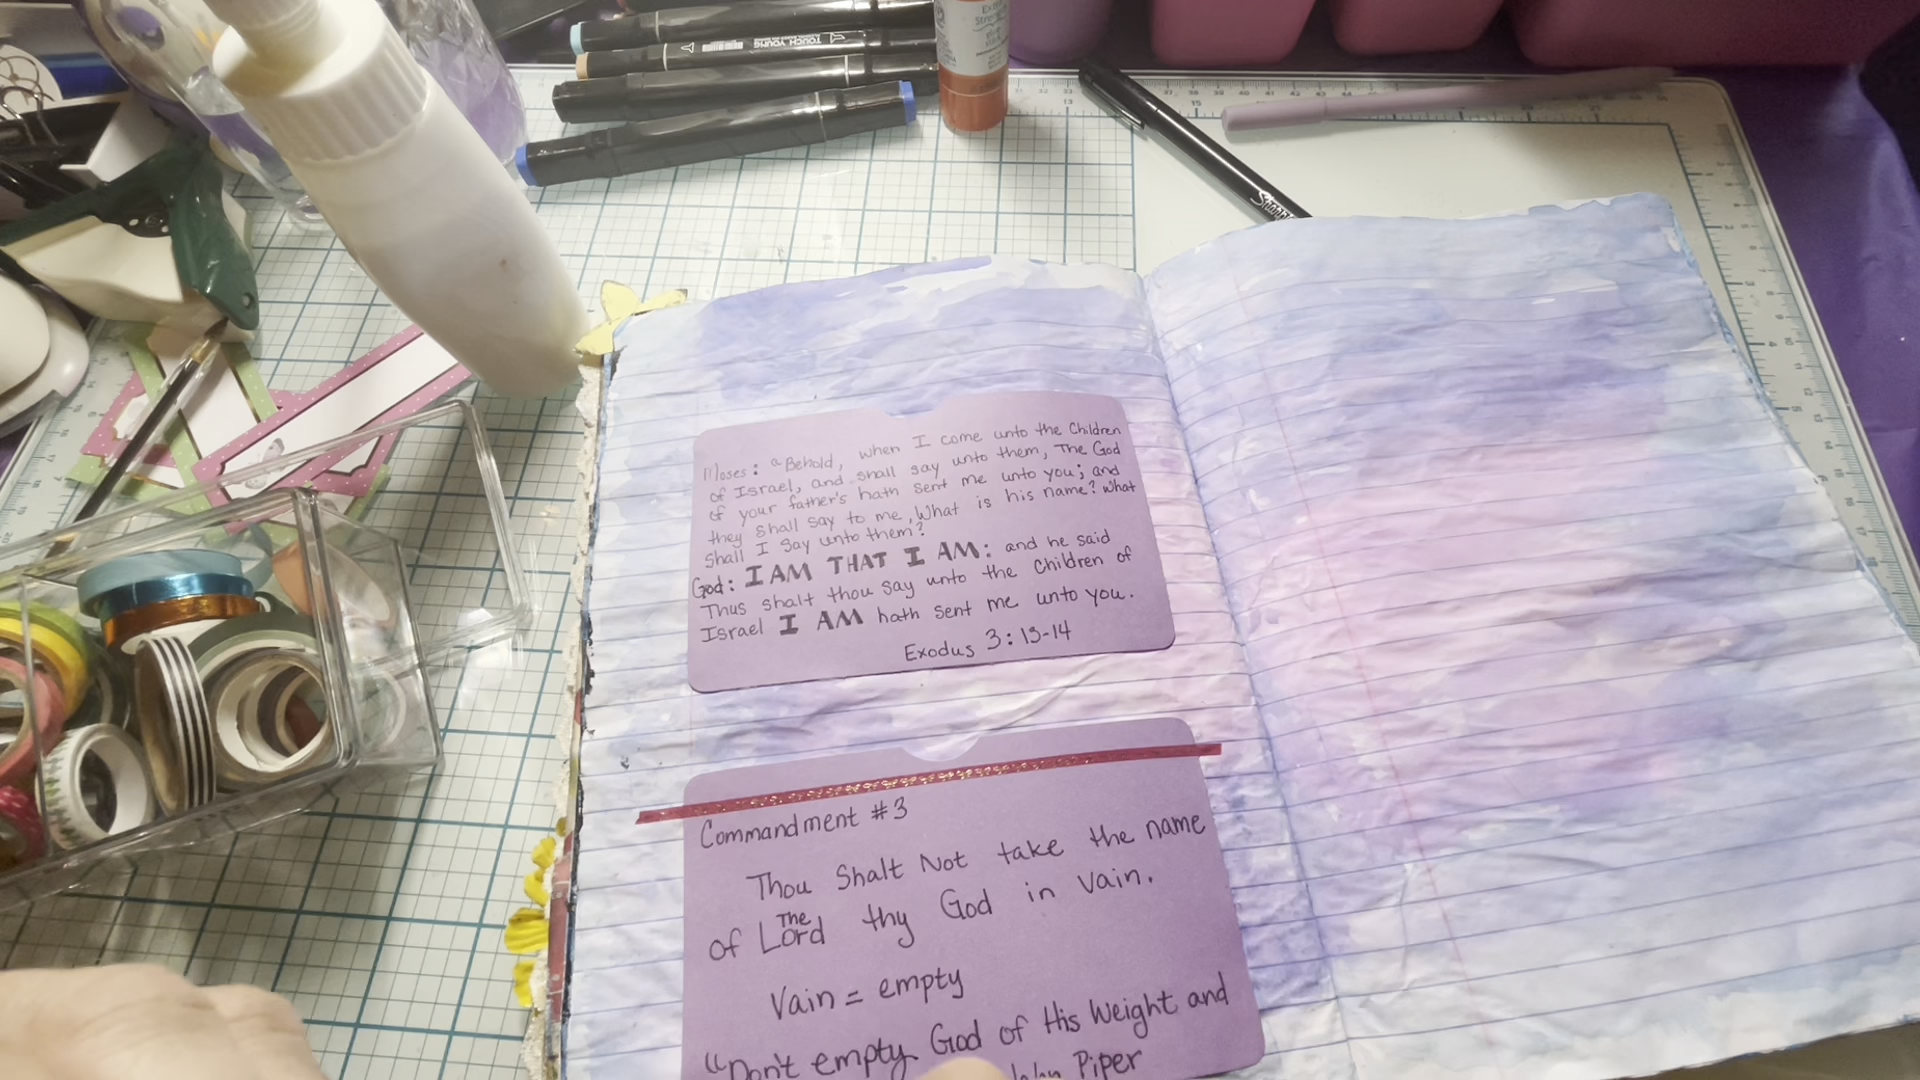 TOUCH YOUNG
Sharpie
Moses: "Behold, when I come unto the Children
of Israel, and shall say unto them, The God
of your father's hath sent me unto you; and
they shall say to me, What is his name? What
shall I say unto them?
God: I AM THAT I AM: and he said
Thus shalt thou say unto the children of
Israel I AM hath sent me unto you.
Exodus 3:13-14
Commandment #3
Thou Shalt Not take the name
of The Lord thy God in vain.
Vain = empty
"Don't empty God of His Weight and
John Piper